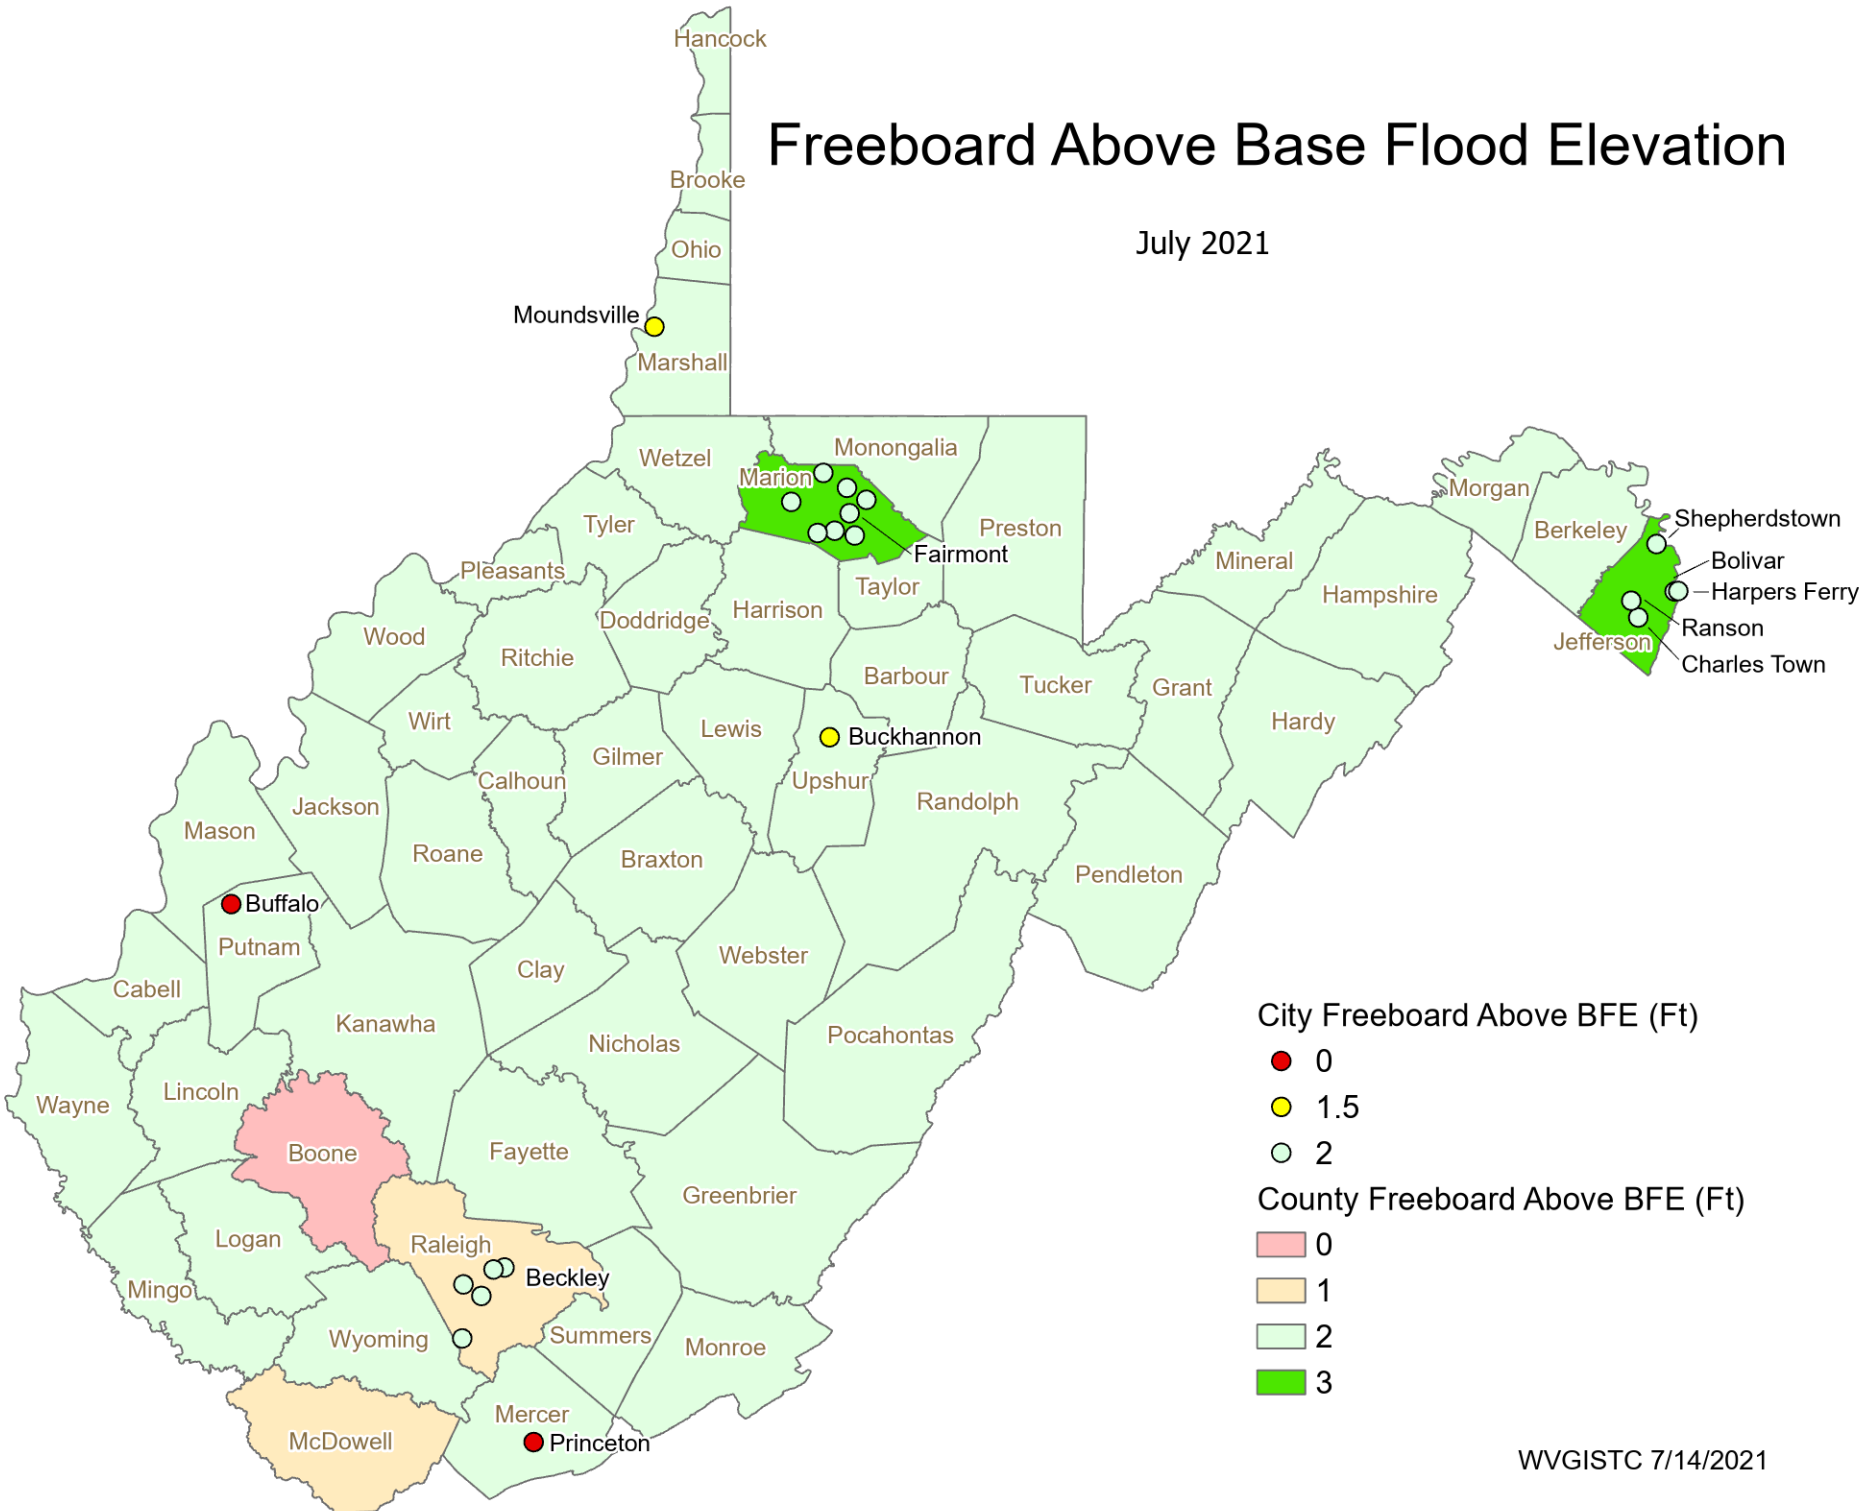 Hancock
Freeboard Above Base Flood Elevation
Brooke
July 2021
Ohio
Moundsville
Marshall
Wetzel
Monongalia
Marion
Morgan
Tyler
Preston
Berkeley
Shepherdstown
Fairmont
Bolivar
Mineral
Pleasants
Taylor
Hampshire
Harpers Ferry
Harrison
Doddridge
Wood
Ranson
Jefferson
Ritchie
Charles Town
Barbour
Tucker
Grant
Wirt
Hardy
Lewis
Buckhannon
Gilmer
Calhoun
Upshur
Randolph
Jackson
Mason
Roane
Braxton
Pendleton
Buffalo
Putnam
Webster
Clay
Cabell
Kanawha
Nicholas
Pocahontas
City Freeboard Above BFE (Ft)
0
1.5
2
Lincoln
Wayne
Boone
Fayette
Greenbrier
County Freeboard Above BFE (Ft)
0
1
2
3
Logan
Raleigh
Beckley
Mingo
Wyoming
Summers
Monroe
Mercer
McDowell
Princeton
WVGISTC 7/14/2021